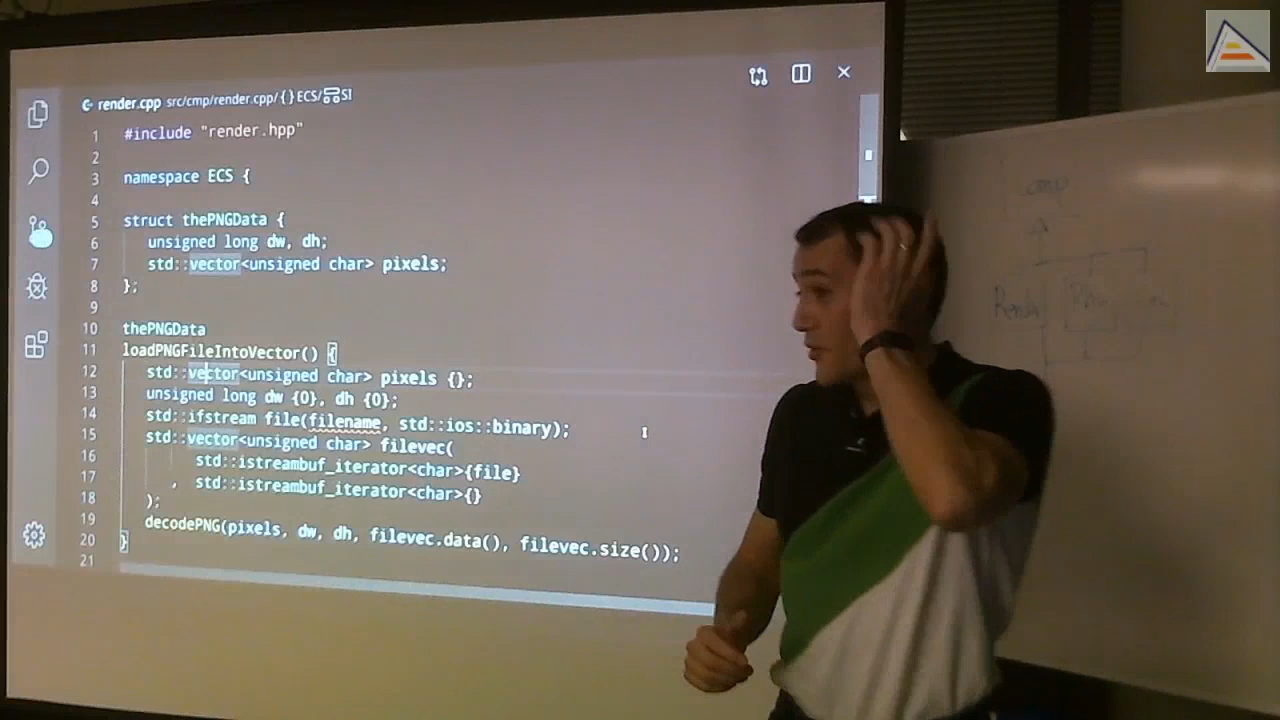 render.cpp src/cmp/render.cpp/{}ECS/SI
1 #include "render.hpp"
2
3 namespace ECS {
4
5 struct thePNGData {
6 unsigned long dw, dh;
7 std::vector<unsigned char> pixels;
8 };
9
10 thePNGData
11 loadPNGFileIntoVector() {
12 std::vector<unsigned char> pixels {};
13 unsigned long dw {0}, dh {0};
14 std::ifstream file(filename, std::ios::binary);
15 std::vector<unsigned char> filevec(
16 std::istreambuf_iterator<char>{file}
17 , std::istreambuf_iterator<char>{}
18 );
19 decodePNG(pixels, dw, dh, filevec.data(), filevec.size());
20 }
21
cmp
Render